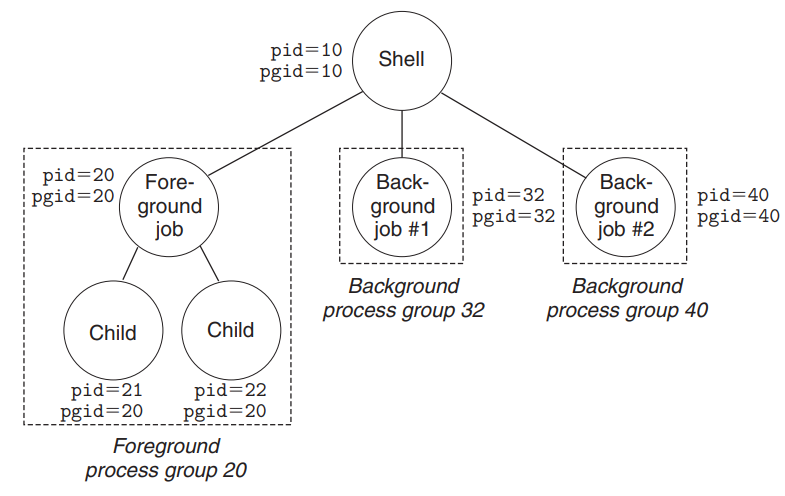 pid=10
pgid=10
Shell
pid=20
pgid=20
Fore-
ground
job
Back-
ground
job #1
pid=32
pgid=32
Back-
ground
job #2
pid=40
pgid=40
Background
process group 32
Background
process group 40
Child
Child
pid=21
pgid=20
pid=22
pgid=20
Foreground
process group 20